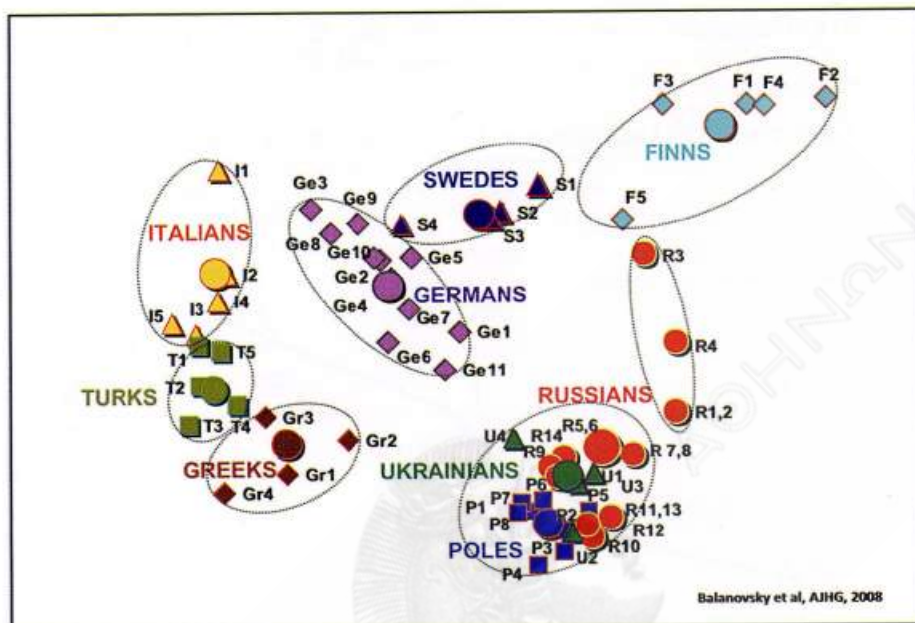 F3
F1
F4
F2
FINNS
F5
SWEDES
S1
S2
S3
S4
I1
ITALIANS
I2
I3
I4
I5
Ge3
Ge9
Ge8
Ge10
Ge5
Ge2
GERMANS
Ge4
Ge7
Ge1
Ge6
Ge11
R3
R4
R1,2
T1
T5
TURKS
T2
T3
T4
Gr3
Gr2
GREEKS
Gr1
Gr4
RUSSIANS
R5,6
U4
R14
R9
R 7,8
UKRAINIANS
U1
U3
P6
P7
P5
P1
P8
R2
R11,13
R12
R10
POLES
P3
U2
P4
ΑΘΗΝΩΝ
Balanovsky et al, AJHG, 2008